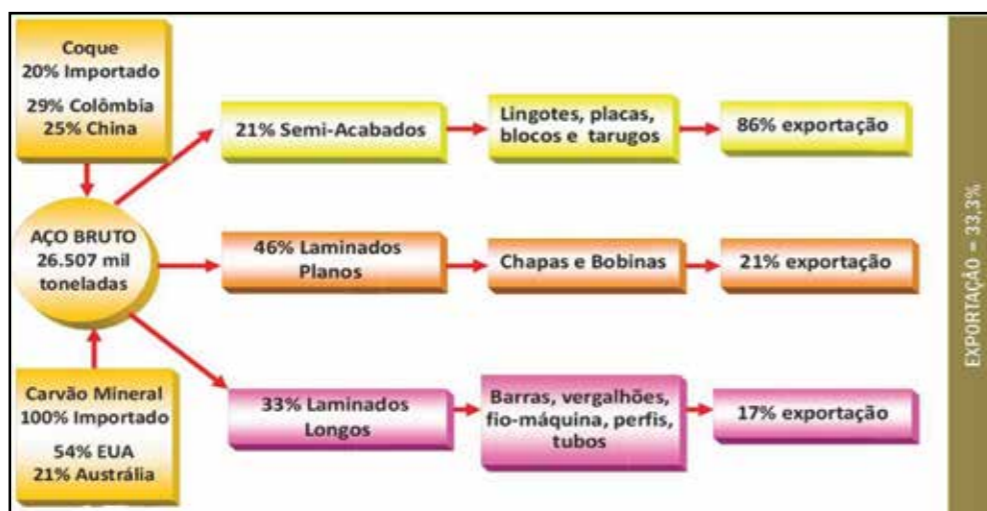 Coque
20% Importado
29% Colômbia
25% China
21% Semi-Acabados
Lingotes, placas,
blocos e tarugos
86% exportação
AÇO BRUTO
26.507 mil
toneladas
46% Laminados
Planos
Chapas e Bobinas
21% exportação
Carvão Mineral
100% Importado
54% EUA
21% Austrália
33% Laminados
Longos
Barras, vergalhões,
fio-máquina, perfis,
tubos
17% exportação
EXPORTAÇÃO = 33,3%